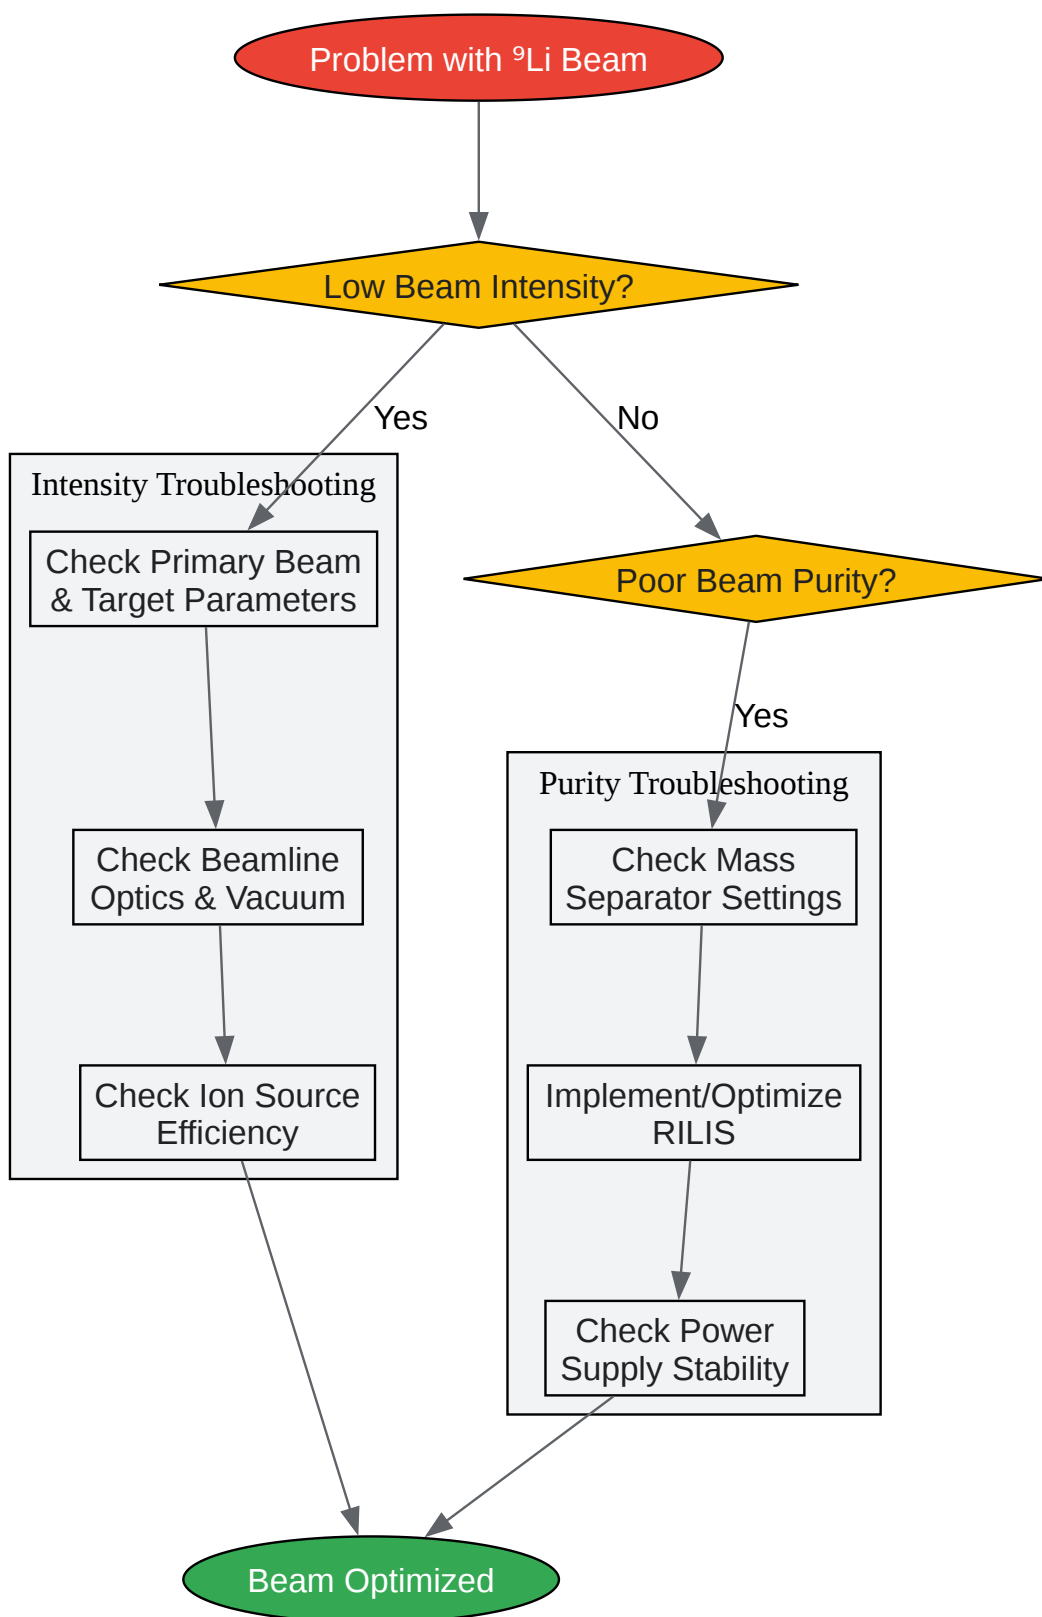 Problem with ⁹Li Beam
Low Beam Intensity?
Yes
No
Intensity Troubleshooting
Check Primary Beam
& Target Parameters
Poor Beam Purity?
Yes
Purity Troubleshooting
Check Beamline
Optics & Vacuum
Check Mass
Separator Settings
Check Ion Source
Efficiency
Implement/Optimize
RILIS
Check Power
Supply Stability
Beam Optimized